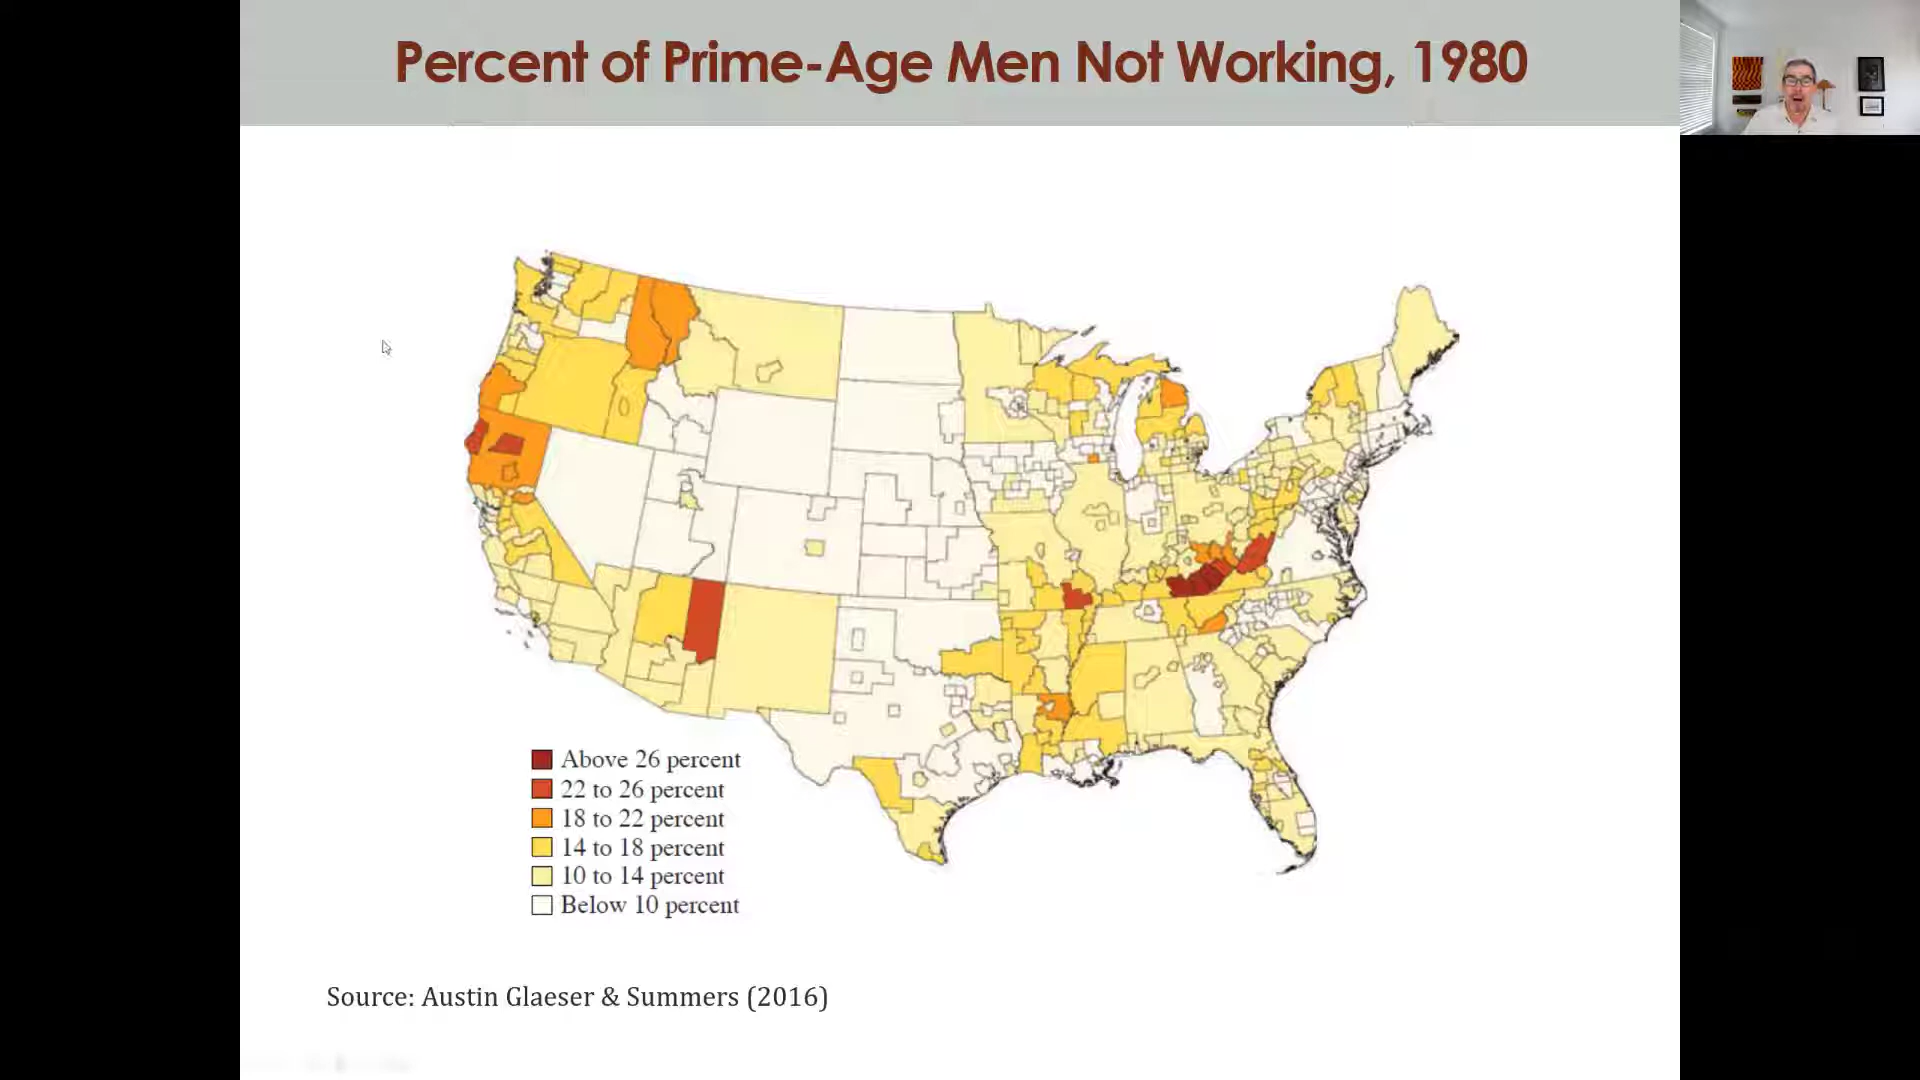 Percent of Prime-Age Men Not Working, 1980
Above 26 percent
22 to 26 percent
18 to 22 percent
14 to 18 percent
10 to 14 percent
Below 10 percent
Source: Austin Glaeser & Summers (2016)